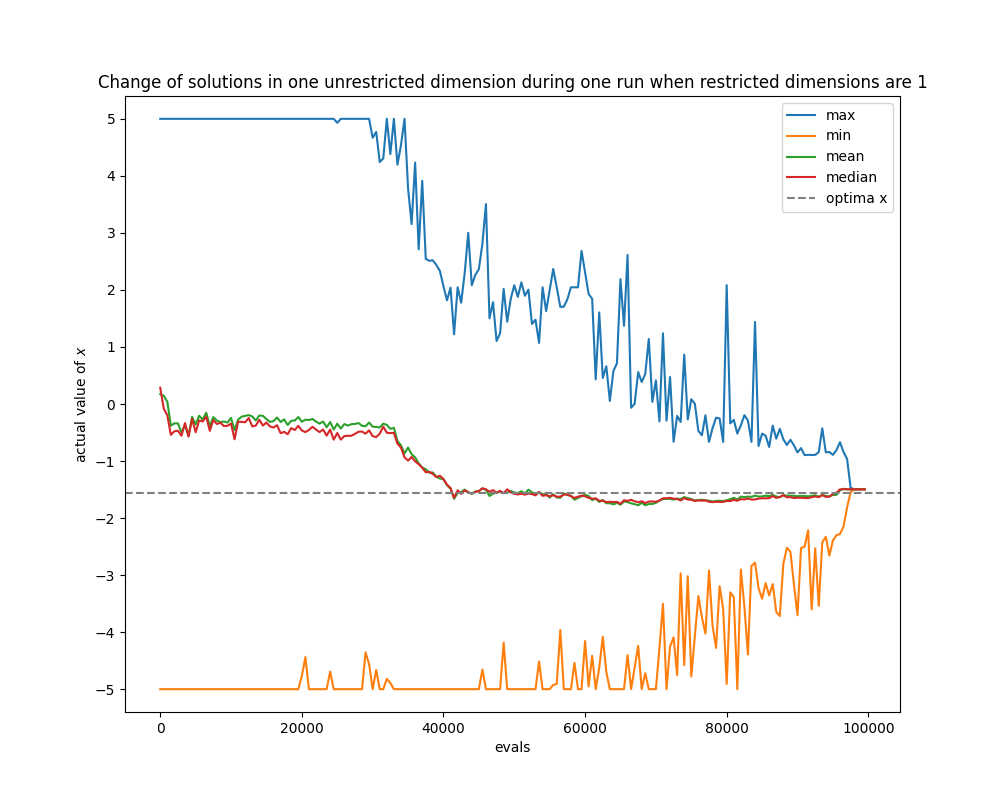 Change of solutions in one unrestricted dimension during one run when restricted dimensions are 1
max
min
mean
median
optima x
actual value of x
5
4
3
2
1
0
−1
−2
−3
−4
−5
0 20000 40000 60000 80000 100000
evals